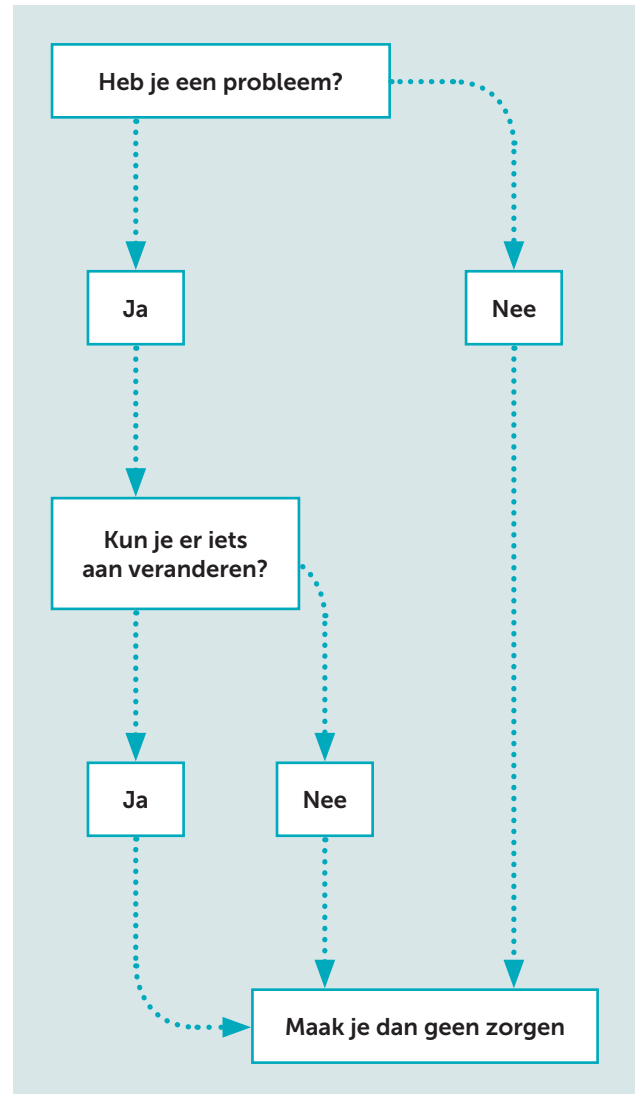 Heb je een probleem?
Ja
Nee
Kun je er iets
aan veranderen?
Ja
Nee
Maak je dan geen zorgen